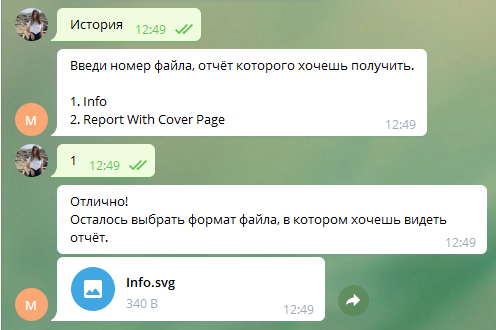 История 12:49
Введи номер файла, отчёт которого хочешь получить.
1. Info
2. Report With Cover Page
12:49
М
1 12:49
Отлично!
Осталось выбрать формат файла, в котором хочешь видеть
отчёт.
12:49
Info.svg
340 B
12:49
М